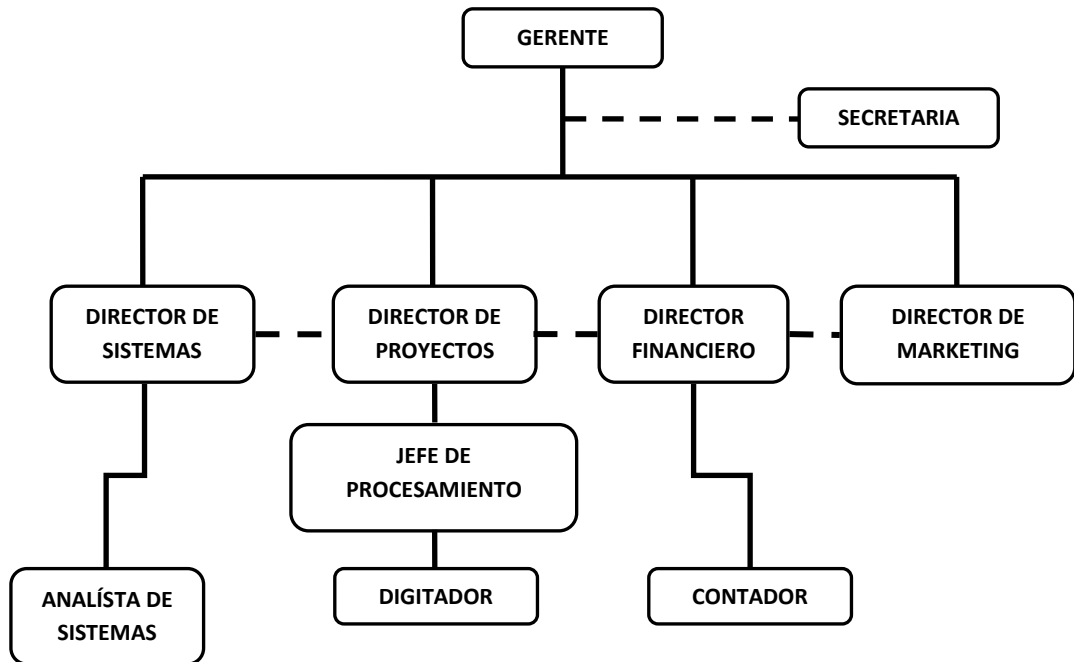 GERENTE
SECRETARIA
DIRECTOR DE
SISTEMAS
DIRECTOR DE
PROYECTOS
DIRECTOR
FINANCIERO
DIRECTOR DE
MARKETING
JEFE DE
PROCESAMIENTO
ANALÍSTA DE
SISTEMAS
DIGITADOR
CONTADOR